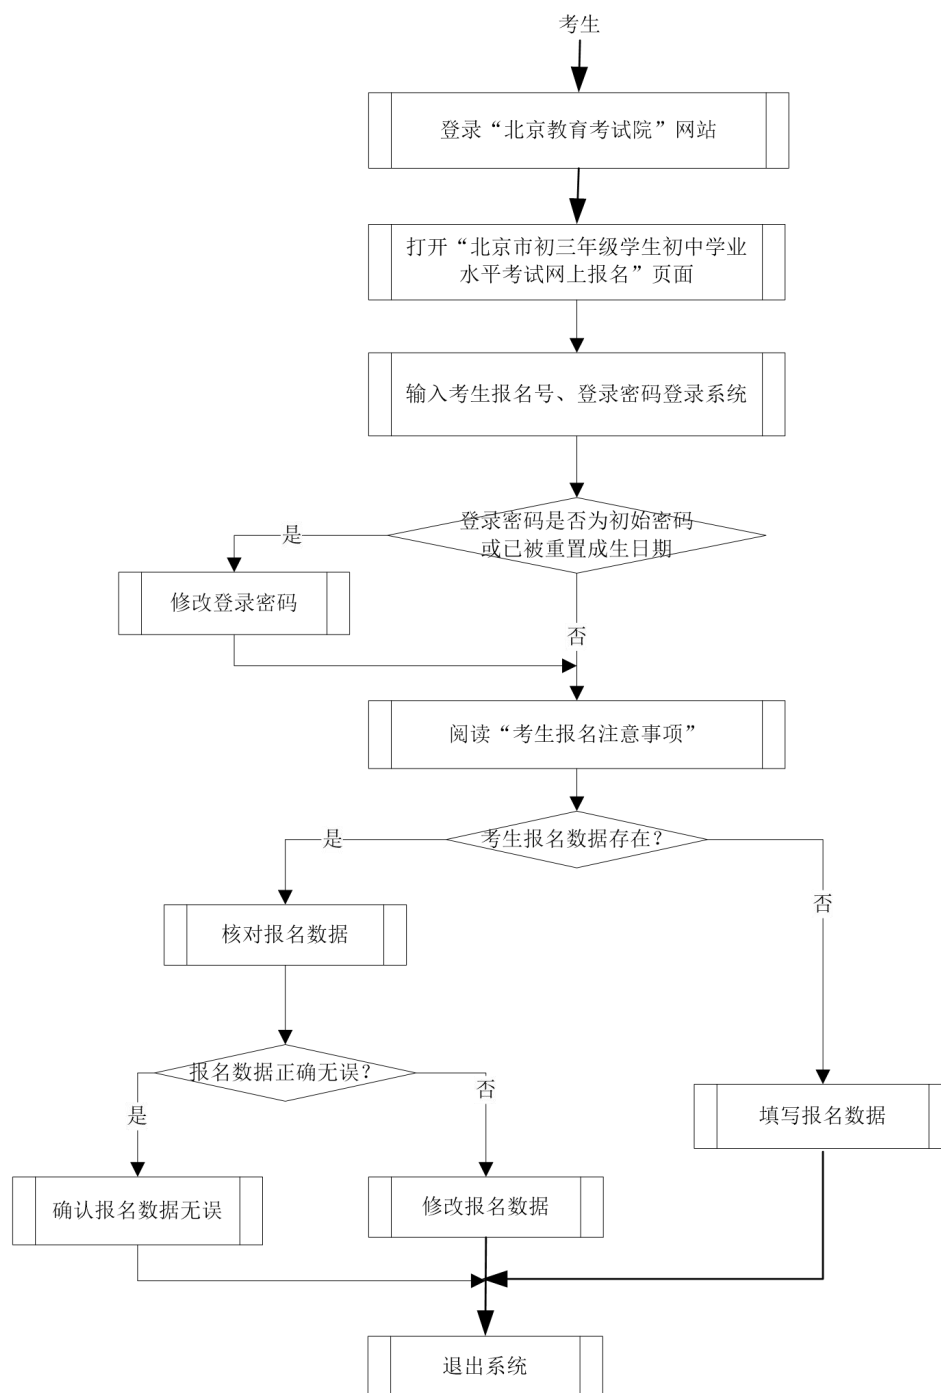 考生
登录“北京教育考试院”网站
打开“北京市初三年级学生初中学业
水平考试网上报名”页面
输入考生报名号、登录密码登录系统
登录密码是否为初始密码
或已被重置成生日期
是
修改登录密码
否
阅读“考生报名注意事项”
考生报名数据存在?
是
否
核对报名数据
报名数据正确无误?
是
否
填写报名数据
确认报名数据无误
修改报名数据
退出系统